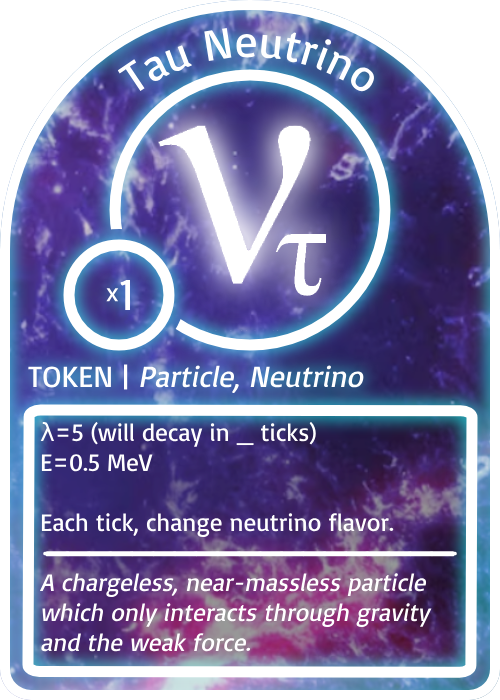 Tau Neutrino
ντ
x1
TOKEN | Particle, Neutrino
λ=5 (will decay in _ ticks)
E=0.5 MeV
Each tick, change neutrino flavor.
A chargeless, near-massless particle
which only interacts through gravity
and the weak force.